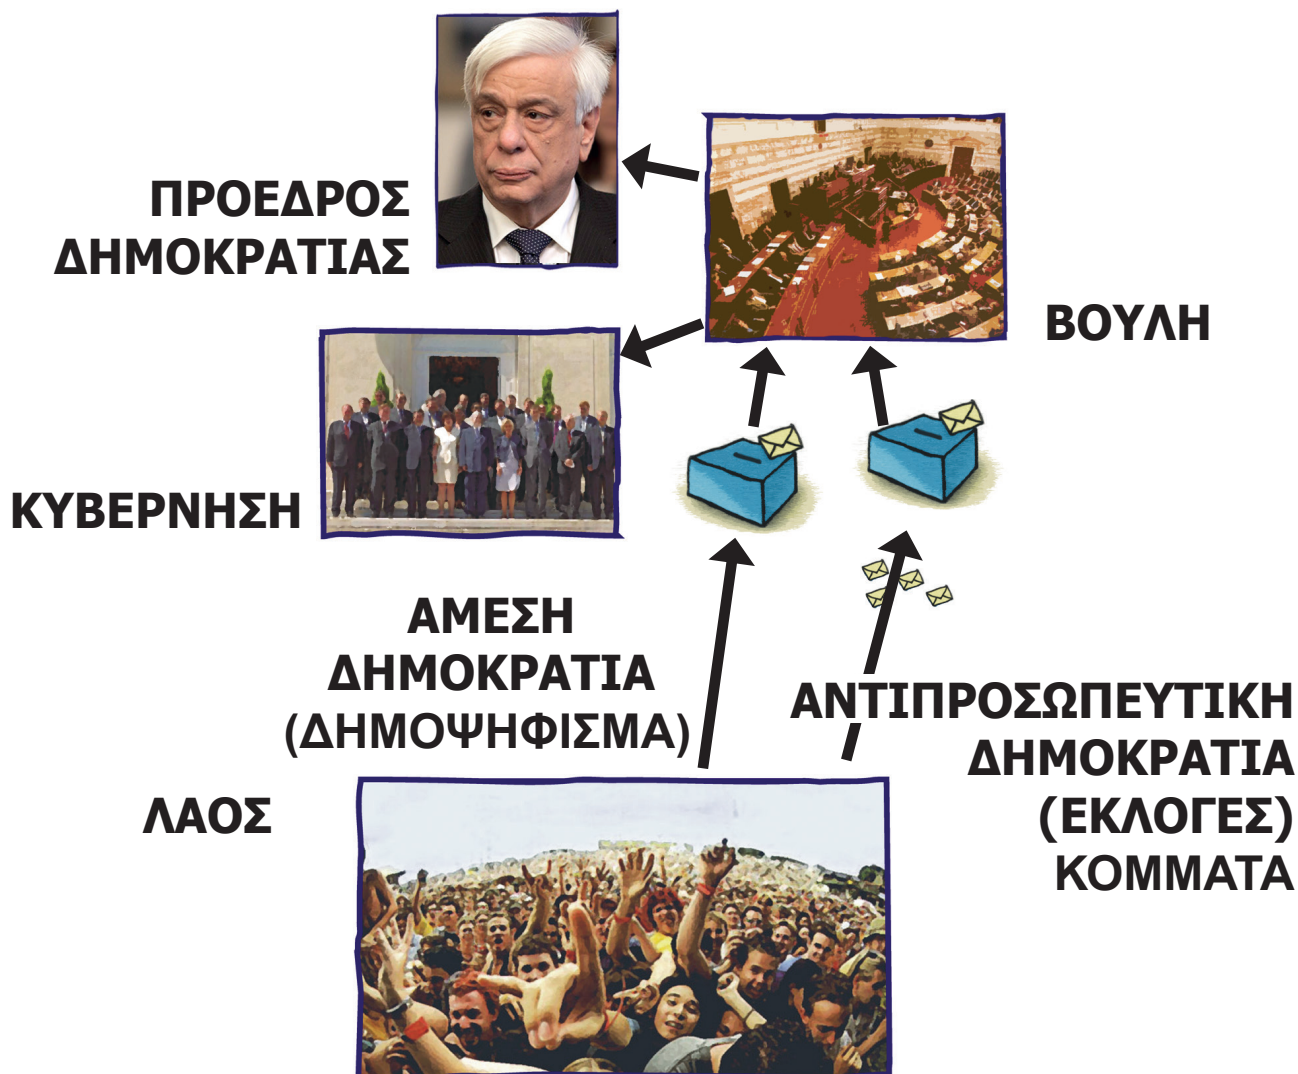 ΠΡΟΕΔΡΟΣ
ΔΗΜΟΚΡΑΤΙΑΣ
ΒΟΥΛΗ
ΚΥΒΕΡΝΗΣΗ
ΑΜΕΣΗ
ΔΗΜΟΚΡΑΤΙΑ
(ΔΗΜΟΨΗΦΙΣΜΑ)
ΑΝΤΙΠΡΟΣΩΠΕΥΤΙΚΗ
ΔΗΜΟΚΡΑΤΙΑ
(ΕΚΛΟΓΕΣ)
ΚΟΜΜΑΤΑ
ΛΑΟΣ